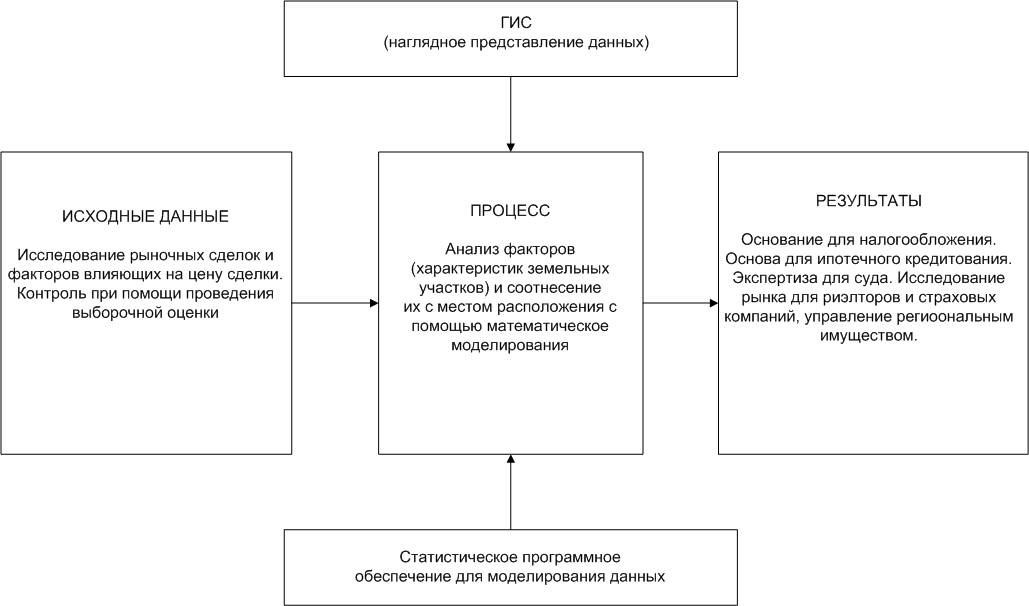 ГИС
(наглядное представление данных)
ИСХОДНЫЕ ДАННЫЕ
Исследование рыночных сделок и
факторов влияющих на цену сделки.
Контроль при помощи проведения
выборочной оценки
ПРОЦЕСС
Анализ факторов
(характеристик земельных
участков) и соотнесение
их с местом расположения с
помощью математическое
моделирования
РЕЗУЛЬТАТЫ
Основание для налогообложения.
Основа для ипотечного кредитования.
Экспертиза для суда. Исследование
рынка для риэлторов и страховых
компаний, управление региоональным
имуществом.
Статистическое программное
обеспечение для моделирования данных